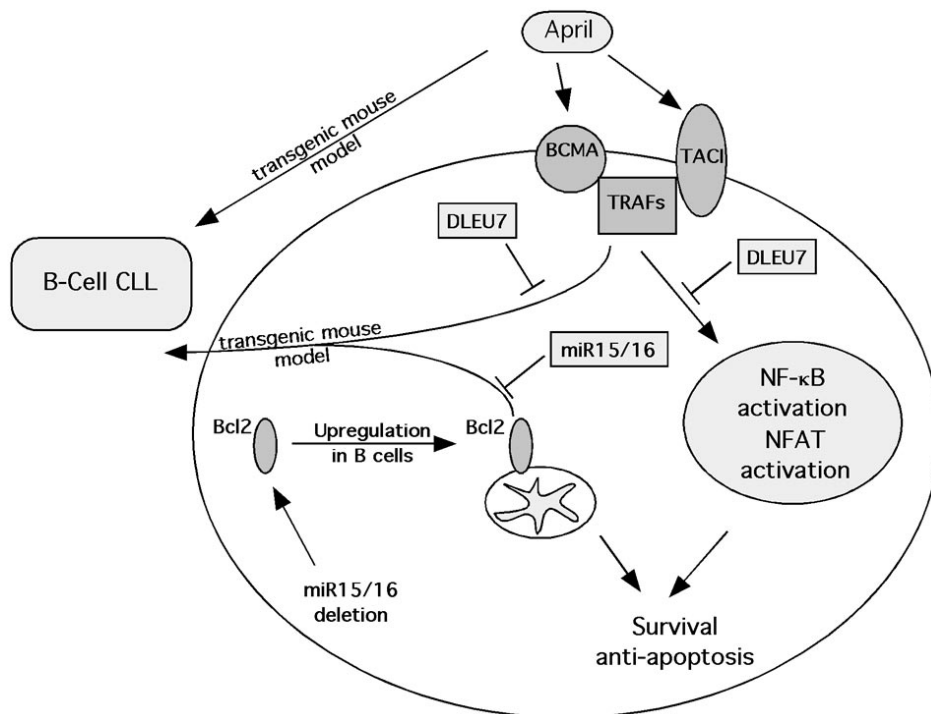 April
transgenic mouse
model
BCMA
TACI
TRAFs
DLEU7
DLEU7
B-Cell CLL
transgenic mouse
model
miR15/16
NF-κB
activation
NFAT
activation
Bcl2
Upregulation
in B cells
Bcl2
miR15/16
deletion
Survival
anti-apoptosis